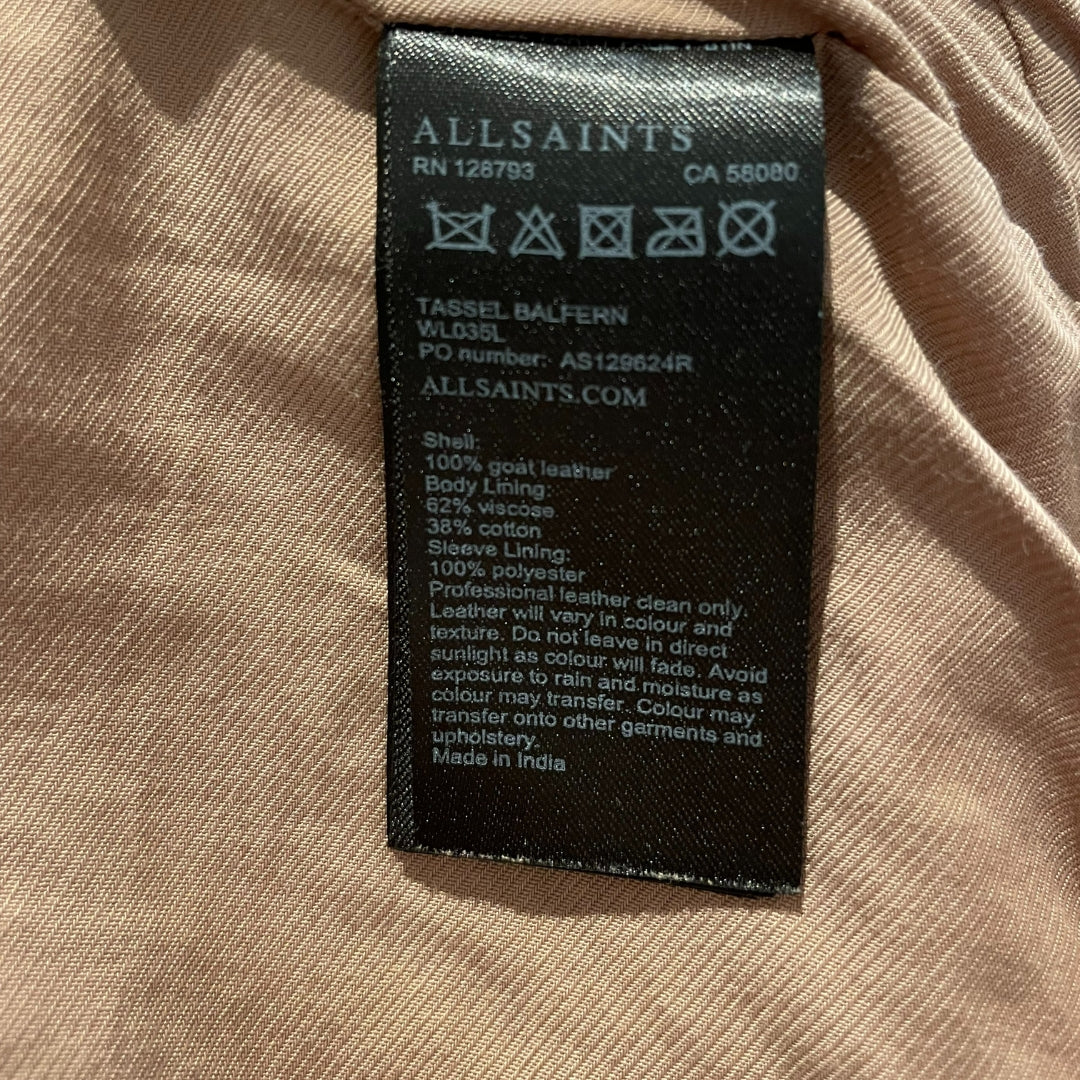 ALLSAINTS
RN 128793 CA 58080
TASSEL BALFERN
WL035L
PO number: AS129624R
ALLSAINTS.COM
Shell:
100% goat leather
Body Lining:
62% viscose
38% cotton
Sleeve Lining:
100% polyester
Professional leather clean only.
Leather will vary in colour and
texture. Do not leave in direct
sunlight as colour will fade. Avoid
exposure to rain and moisture as
colour may transfer. Colour may
transfer onto other garments and
upholstery.
Made in India